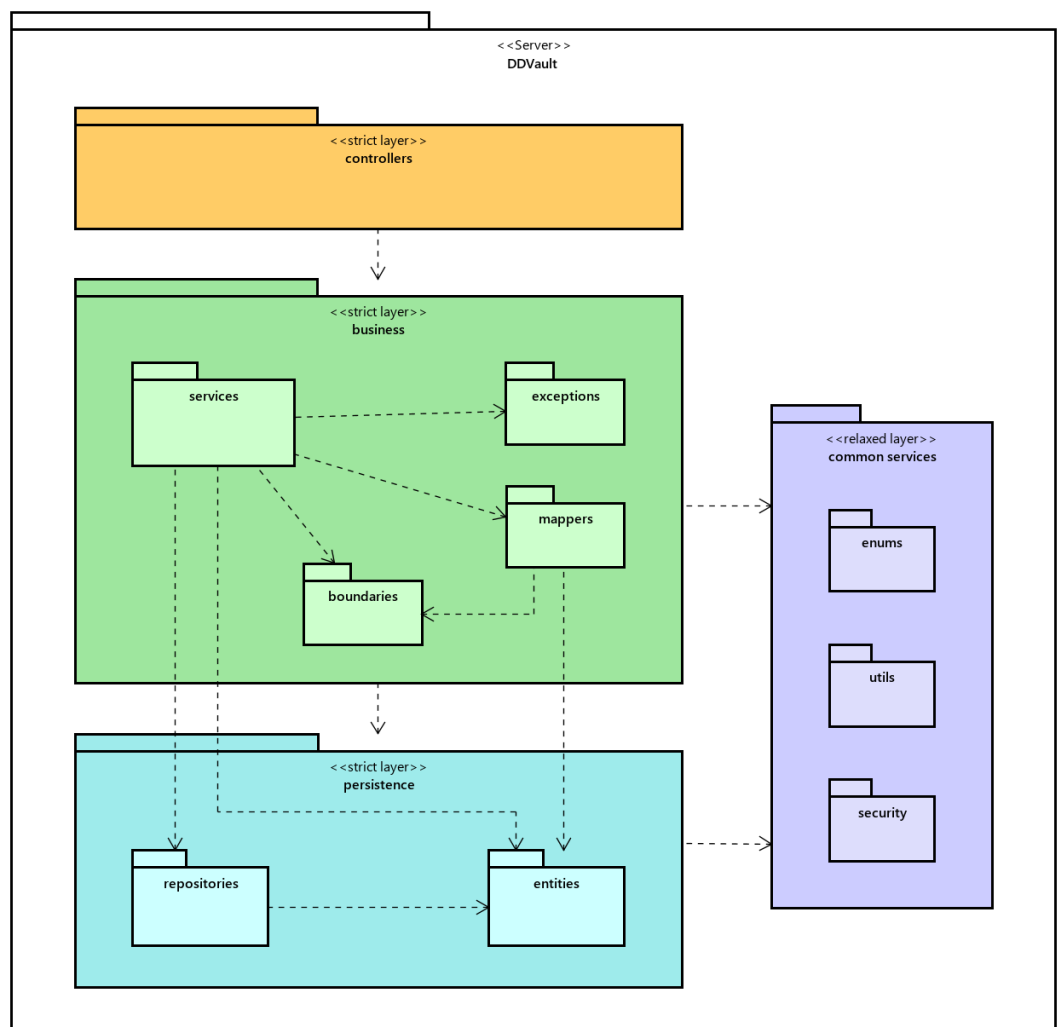 <<Server>>
DDVault
<<strict layer>>
controllers
<<strict layer>>
business
services
exceptions
mappers
boundaries
<<relaxed layer>>
common services
enums
utils
security
<<strict layer>>
persistence
repositories
entities